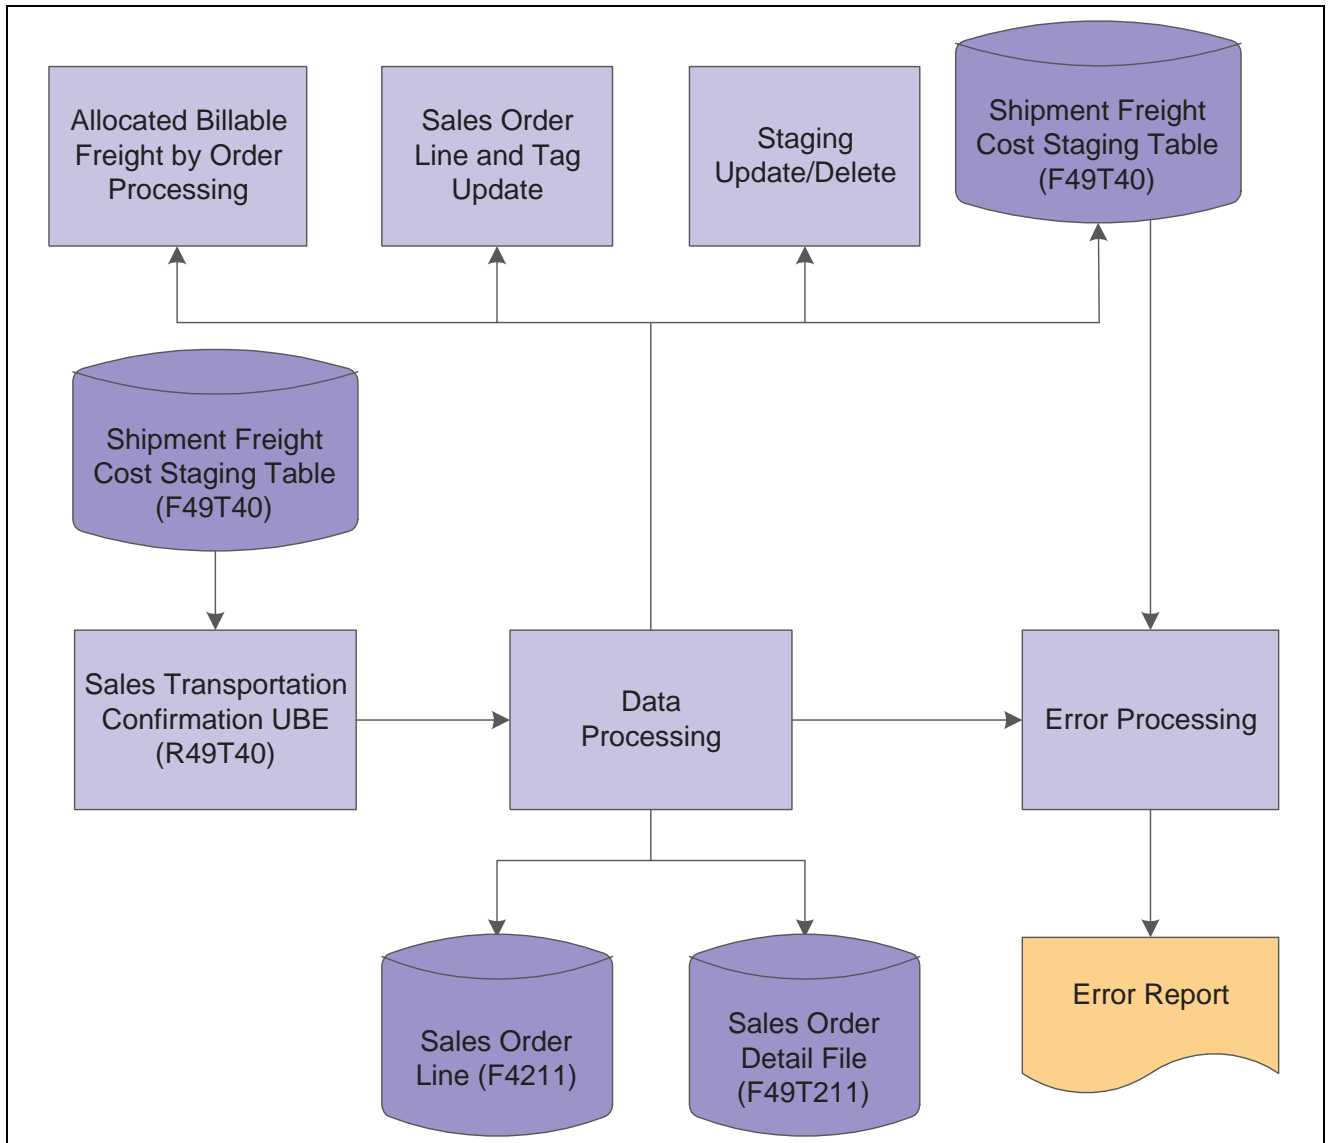 Allocated Billable
Freight by Order
Processing
Sales Order
Line and Tag
Update
Staging
Update/Delete
Shipment Freight
Cost Staging Table
(F49T40)
Shipment Freight
Cost Staging Table
(F49T40)
Sales Transportation
Confirmation UBE
(R49T40)
Data
Processing
Error Processing
Sales Order
Line (F4211)
Sales Order
Detail File
(F49T211)
Error Report